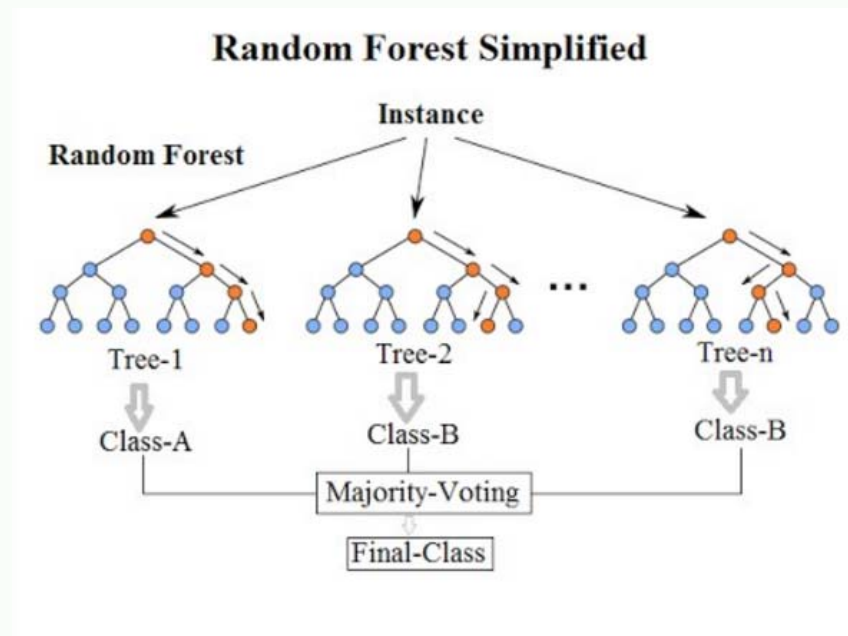 Random Forest Simplified
Instance
Random Forest
...
Tree-1
Tree-2
Tree-n
Class-A
Class-B
Class-B
Majority-Voting
Final-Class